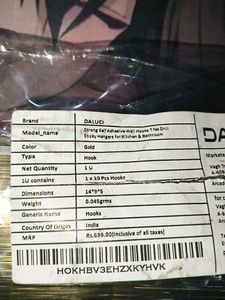 Brand DALUCI
Model_name Strong Self Adhesive Wall Hooks ? No Drill
Sticky Hangers for Kitchen & Bathroom
Color Gold
Type Hook
Net Quantity 1 U
1U contains 1 x 10 Pcs Hooks
Dimensions 14*9*5
Weight 0.045grms
Generic Name Hooks
Country Of Origin India
MRP Rs.699.00(inclusive of all taxes)
HOKHBV3EHZXKYHVK
DA
Markete
Vagh T